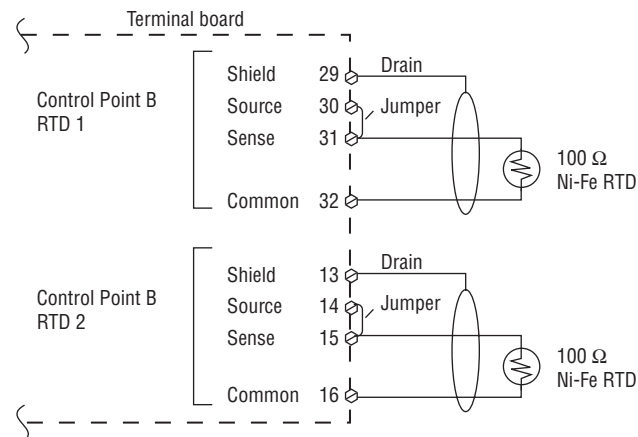 Terminal board
Control Point B
RTD 1
Shield 29 Drain
Source 30 Jumper
Sense 31
Common 32
100 Ω
Ni-Fe RTD
Control Point B
RTD 2
Shield 13 Drain
Source 14 Jumper
Sense 15
Common 16
100 Ω
Ni-Fe RTD